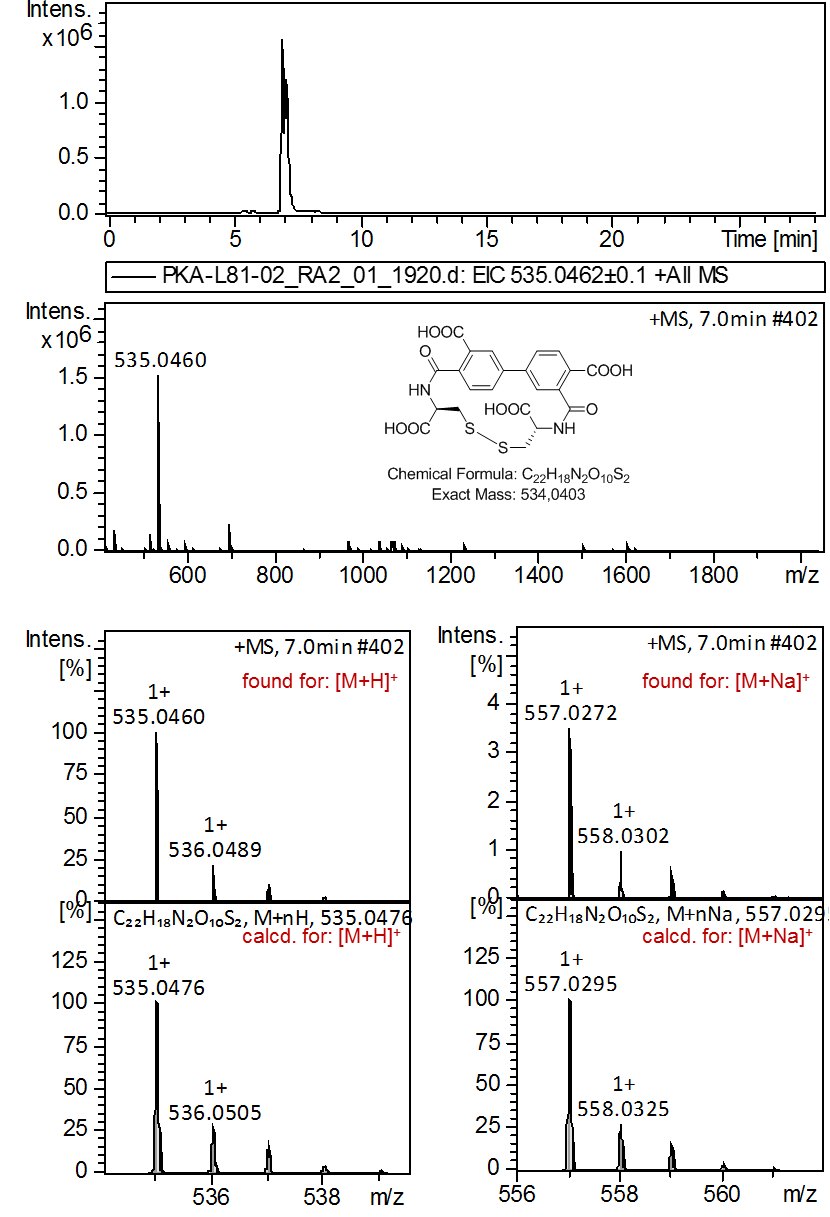 Intens.
x10⁶
1.0
0.5
0.0
0 5 10 15 20 Time [min]
PKA-L81-02_RA2_01_1920.d: EIC 535.0462±0.1 +All MS
Intens.
x10⁶
+MS, 7.0min #402
535.0460
1.5
1.0
0.5
0.0
HOOC
O
HN
HOOC
S
S
HOOC
NH
O
COOH
Chemical Formula: C₂₂H₁₈N₂O₁₀S₂
Exact Mass: 534,0403
600 800 1000 1200 1400 1600 1800 m/z
Intens.
[%]
+MS, 7.0min #402
found for: [M+H]⁺
1+
535.0460
1+
536.0489
100
75
50
25
0
[%]
C₂₂H₁₈N₂O₁₀S₂, M+nH, 535.0476
calcd. for: [M+H]⁺
1+
535.0476
1+
536.0505
125
100
75
50
25
0
536 538 m/z
Intens.
[%]
+MS, 7.0min #402
found for: [M+Na]⁺
1+
557.0272
1+
558.0302
4
3
2
1
0
[%]
C₂₂H₁₈N₂O₁₀S₂, M+nNa, 557.0295
calcd. for: [M+Na]⁺
1+
557.0295
1+
558.0325
125
100
75
50
25
0
556 558 560 m/z